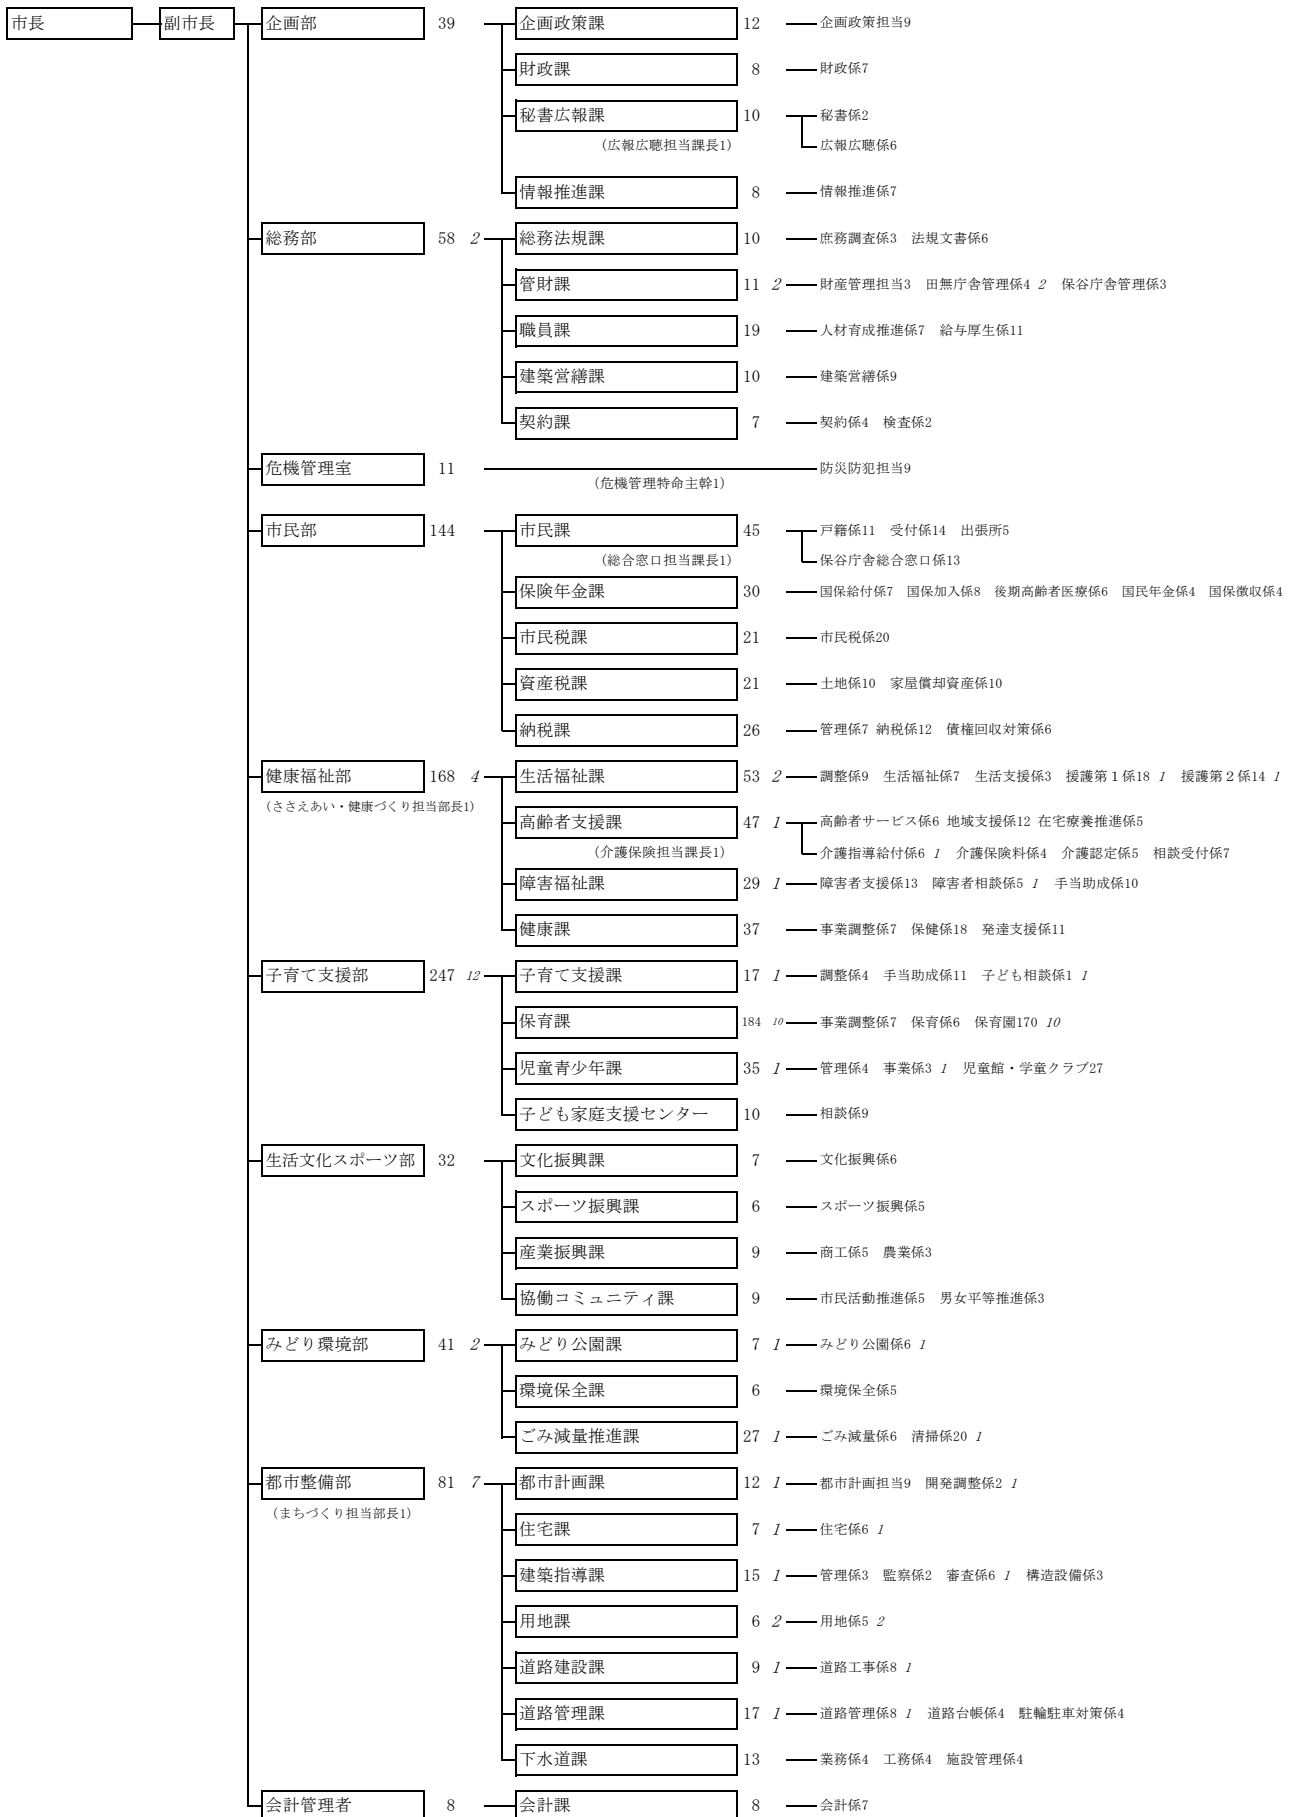 市長 副市長 企画部 39 企画政策課 12 企画政策担当9
財政課 8 財政係7
秘書広報課 10 秘書係2
（広報広聴担当課長1） 広報広聴係6
情報推進課 8 情報推進係7
総務部 58 2 総務法規課 10 庶務調査係3 法規文書係6
管財課 11 2 財産管理担当3 田無庁舎管理係4 2 保谷庁舎管理係3
職員課 19 人材育成推進係7 給与厚生係11
建築営繕課 10 建築営繕係9
契約課 7 契約係4 検査係2
危機管理室 11 防災防犯担当9
（危機管理特命主幹1）
市民部 144 市民課 45 戸籍係11 受付係14 出張所5
（総合窓口担当課長1） 保谷庁舎総合窓口係13
保険年金課 30 国保給付係7 国保加入係8 後期高齢者医療係6 国民年金係4 国保徴収係4
市民税課 21 市民税係20
資産税課 21 土地係10 家屋償却資産係10
納税課 26 管理係7 納税係12 債権回収対策係6
健康福祉部 168 4 生活福祉課 53 2 調整係9 生活福祉係7 生活支援係3 援護第１係18 1 援護第２係14 1
（ささえあい・健康づくり担当部長1）
高齢者支援課 47 1 高齢者サービス係6 地域支援係12 在宅療養推進係5
（介護保険担当課長1） 介護指導給付係6 1 介護保険料係4 介護認定係5 相談受付係7
障害福祉課 29 1 障害者支援係13 障害者相談係5 1 手当助成係10
健康課 37 事業調整係7 保健係18 発達支援係11
子育て支援部 247 12 子育て支援課 17 1 調整係4 手当助成係11 子ども相談係1 1
保育課 184 10 事業調整係7 保育係6 保育園170 10
児童青少年課 35 1 管理係4 事業係3 1 児童館・学童クラブ27
子ども家庭支援センター 10 相談係9
生活文化スポーツ部 32 文化振興課 7 文化振興係6
スポーツ振興課 6 スポーツ振興係5
産業振興課 9 商工係5 農業係3
協働コミュニティ課 9 市民活動推進係5 男女平等推進係3
みどり環境部 41 2 みどり公園課 7 1 みどり公園係6 1
環境保全課 6 環境保全係5
ごみ減量推進課 27 1 ごみ減量係6 清掃係20 1
都市整備部 81 7 都市計画課 12 1 都市計画担当9 開発調整係2 1
（まちづくり担当部長1）
住宅課 7 1 住宅係6 1
建築指導課 15 1 管理係3 監察係2 審査係6 1 構造設備係3
用地課 6 2 用地係5 2
道路建設課 9 1 道路工事係8 1
道路管理課 17 1 道路管理係8 1 道路台帳係4 駐輪駐車対策係4
下水道課 13 業務係4 工務係4 施設管理係4
会計管理者 8 会計課 8 会計係7